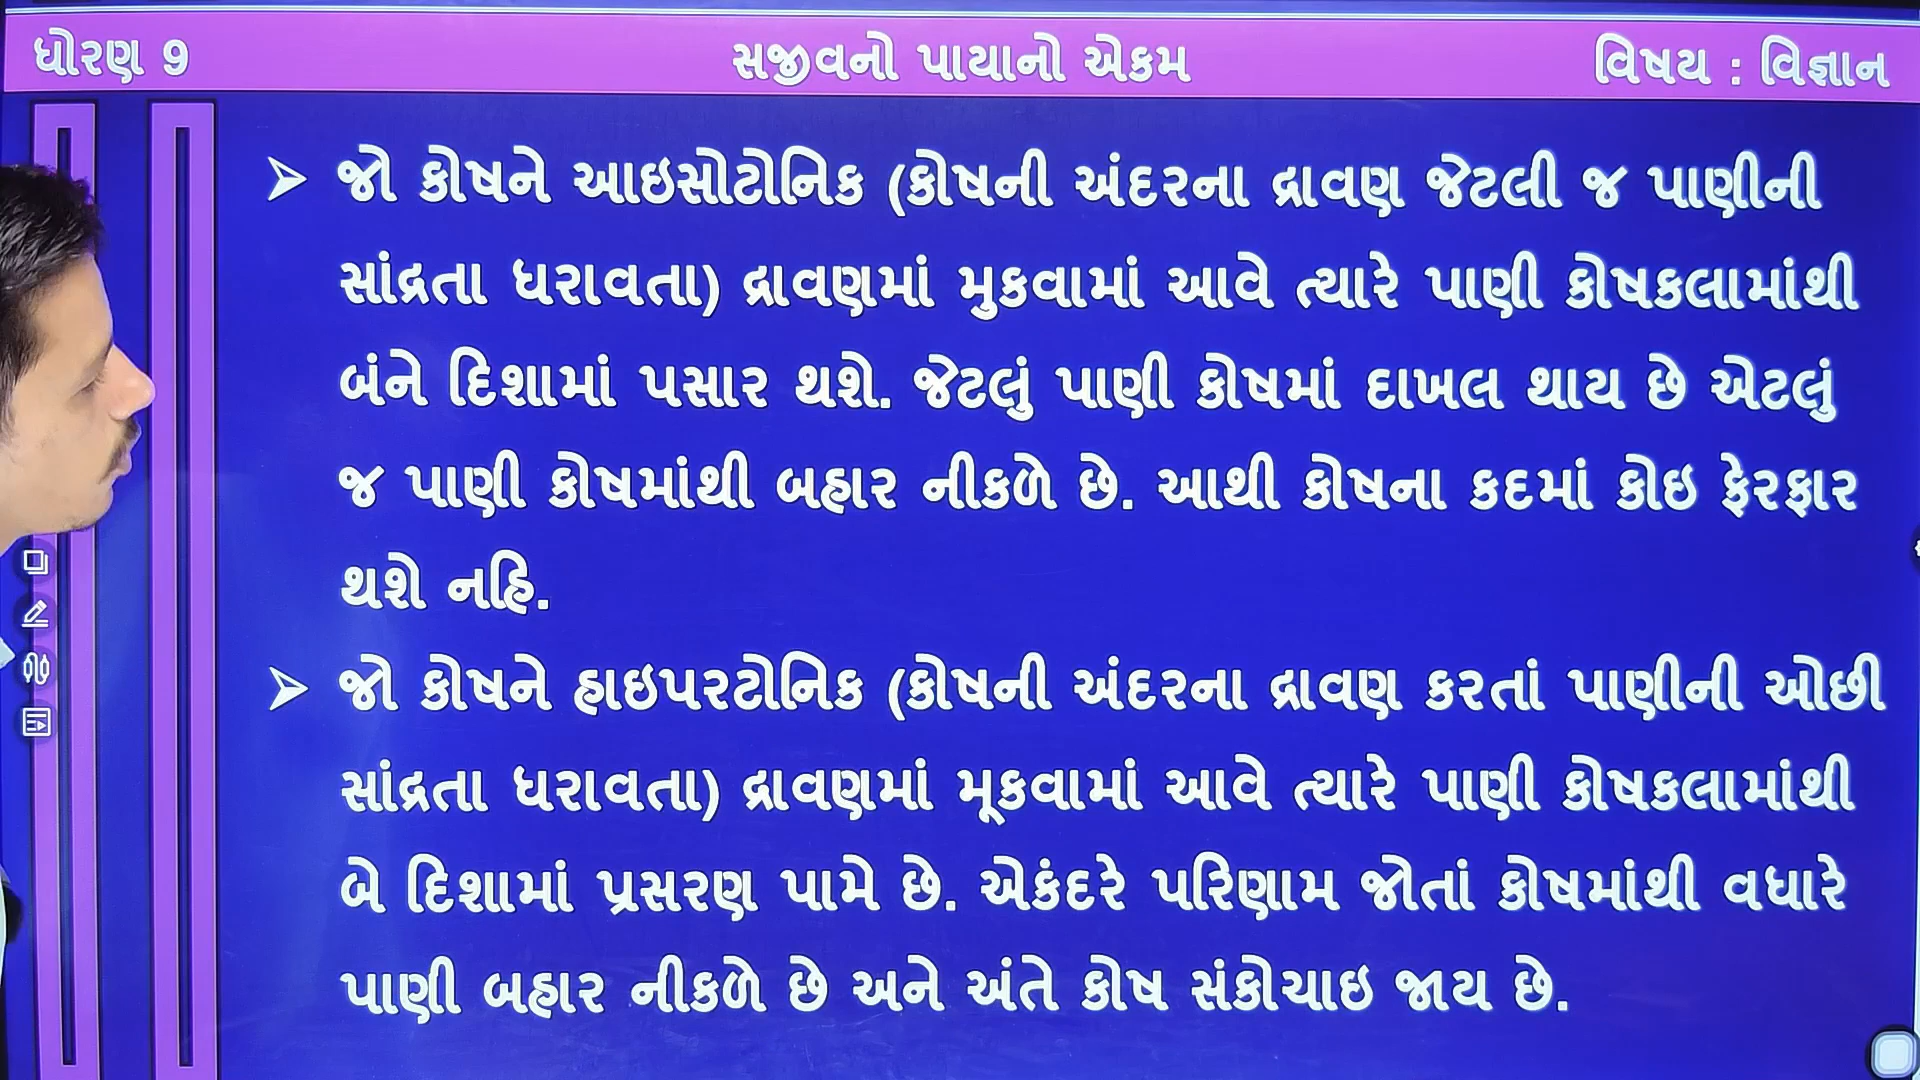 ધોરણ 9
સજીવનો પાયાનો એકમ
વિષય : વિજ્ઞાન
➢ જો કોષને આઇસોટોનિક (કોષની અંદરના દ્રાવણ જેટલી જ પાણીની
સાંદ્રતા ધરાવતા) દ્રાવણમાં મુકવામાં આવે ત્યારે પાણી કોષકલામાંથી
બંને દિશામાં પસાર થશે. જેટલું પાણી કોષમાં દાખલ થાય છે એટલું
જ પાણી કોષમાંથી બહાર નીકળે છે. આથી કોષના કદમાં કોઇ ફેરફાર
થશે નહિ.
➢ જો કોષને હાઇપરટોનિક (કોષની અંદરના દ્રાવણ કરતાં પાણીની ઓછી
સાંદ્રતા ધરાવતા) દ્રાવણમાં મૂકવામાં આવે ત્યારે પાણી કોષકલામાંથી
બે દિશામાં પ્રસરણ પામે છે. એકંદરે પરિણામ જોતાં કોષમાંથી વધારે
પાણી બહાર નીકળે છે અને અંતે કોષ સંકોચાઇ જાય છે.